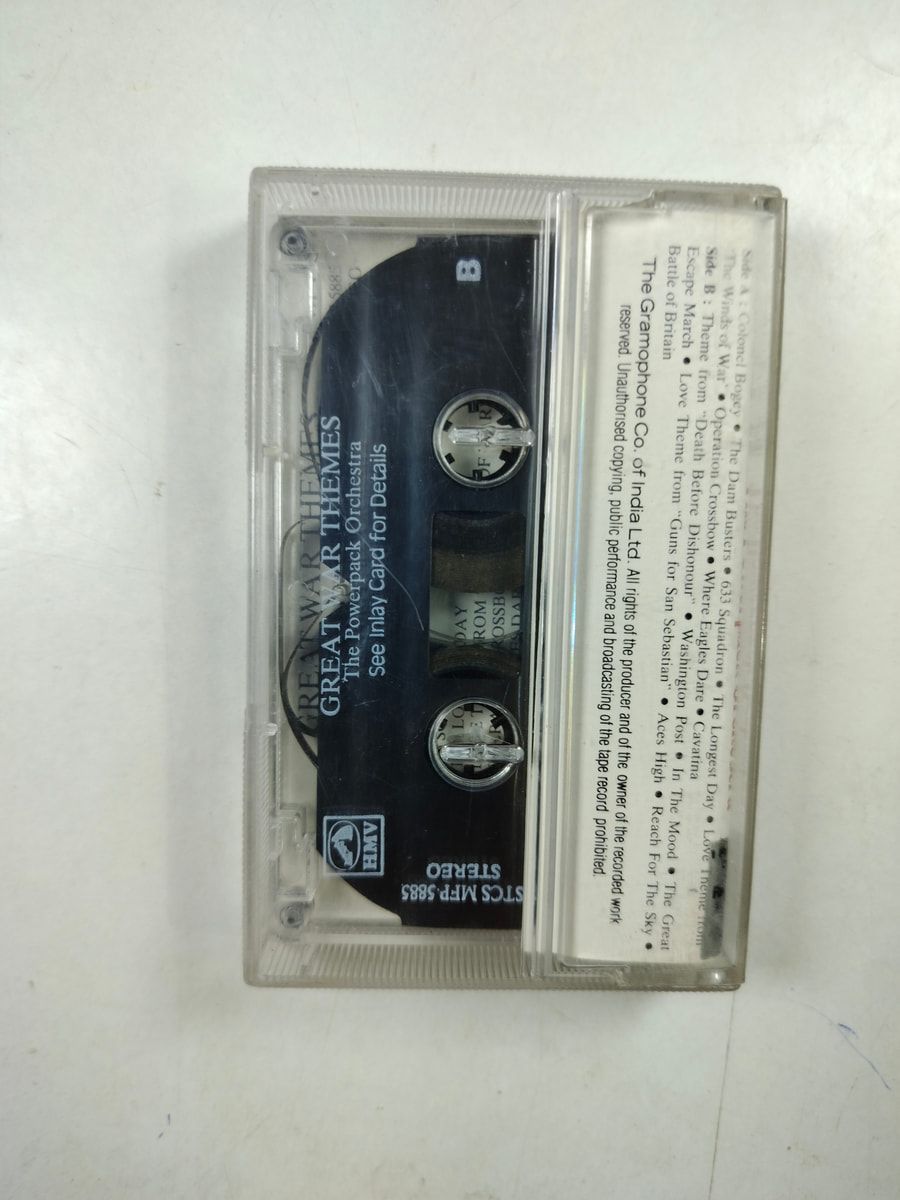 Side A : Colonel Bogey • The Dam Busters • 633 Squadron • The Longest Day • Love Theme from
"The Winds of War" • Operation Crossbow • Where Eagles Dare • Cavatina
Side B : Theme from "Death Before Dishonour" • Washington Post • In The Mood • The Great
Escape March • Love Theme from "Guns for San Sebastian" • Aces High • Reach For The Sky •
Battle of Britain
The Gramophone Co. of India Ltd. All rights of the producer and of the owner of the recorded work
reserved. Unauthorised copying, public performance and broadcasting of the tape record prohibited.
B
GREAT WAR THEMES
The Powerpack Orchestra
See Inlay Card for Details
HMV
STEREO
STCS MFP-5885